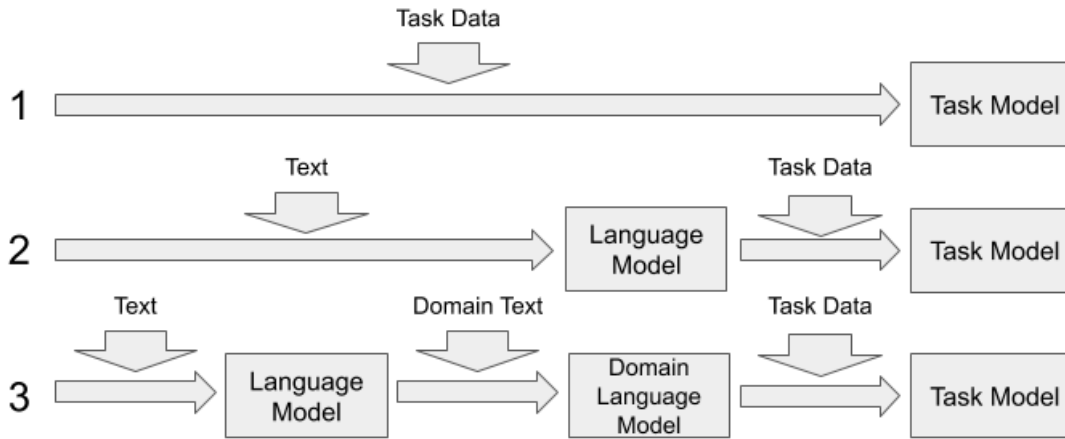 Task Data
1
Task Model
Text
Task Data
2
Language
Model
Task Model
Text
Domain Text
Task Data
3
Language
Model
Domain
Language
Model
Task Model